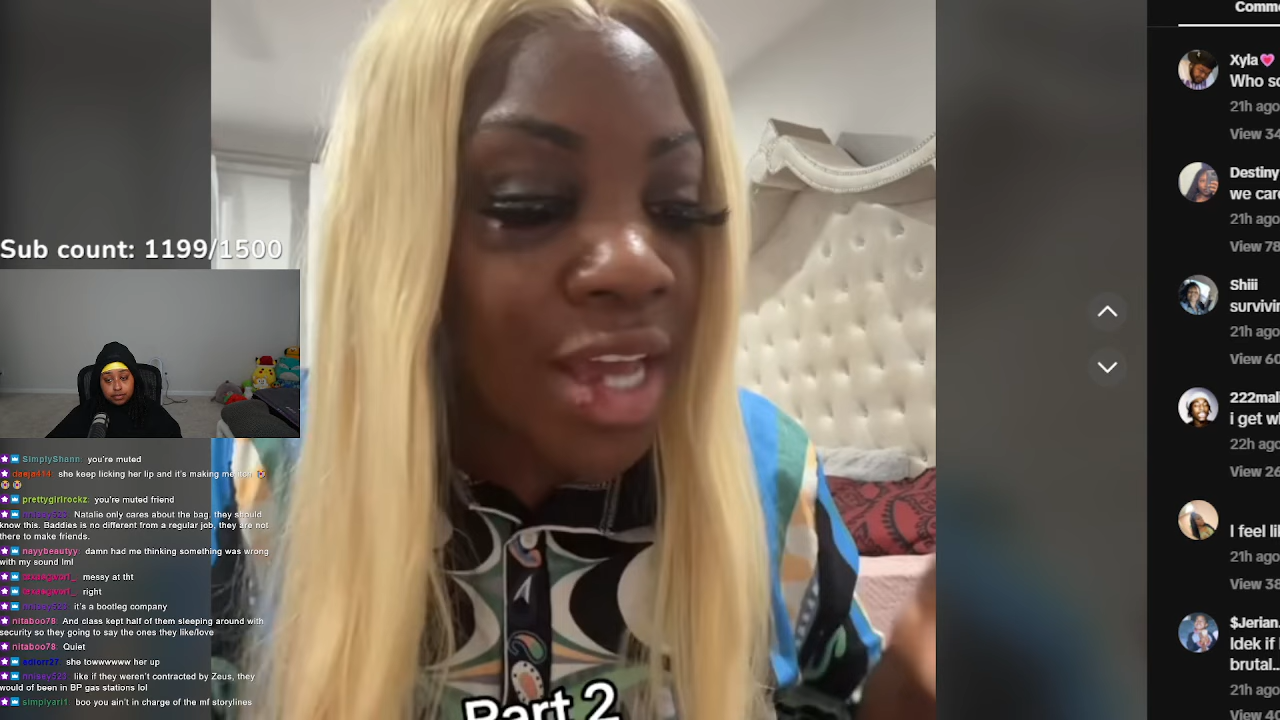 Sub count: 1199/1500
SimplyShann: you're muted
she keep licking her lip and it's making me
prettygirlrockz: you're muted friend
Natalie only cares about the bag, they should
know this. Baddies is no different from a regular job, they are not
there to make friends.
nayybeautyy: damn had me thinking something was wrong
with my sound lml
messy at tht
right
it's a bootleg company
nitaboo78: And class kept half of them sleeping around with
security so they going to say the ones they like/love
nitaboo78: Quiet
she towwwwww her up
like if they weren't contracted by Zeus, they
would of been in BP gas stations lol
simplyari1: boo you ain't in charge of the mf storylines
Part 2
Comme
Xyla
Who so
21h ago
View 34
Destiny
we car
21h ago
View 78
Shiii
survivin
21h ago
View 60
222mali
i get w
22h ago
View 26
I feel li
21h ago
View 38
$Jerian.
Idek if
brutal..
21h ago
View 40